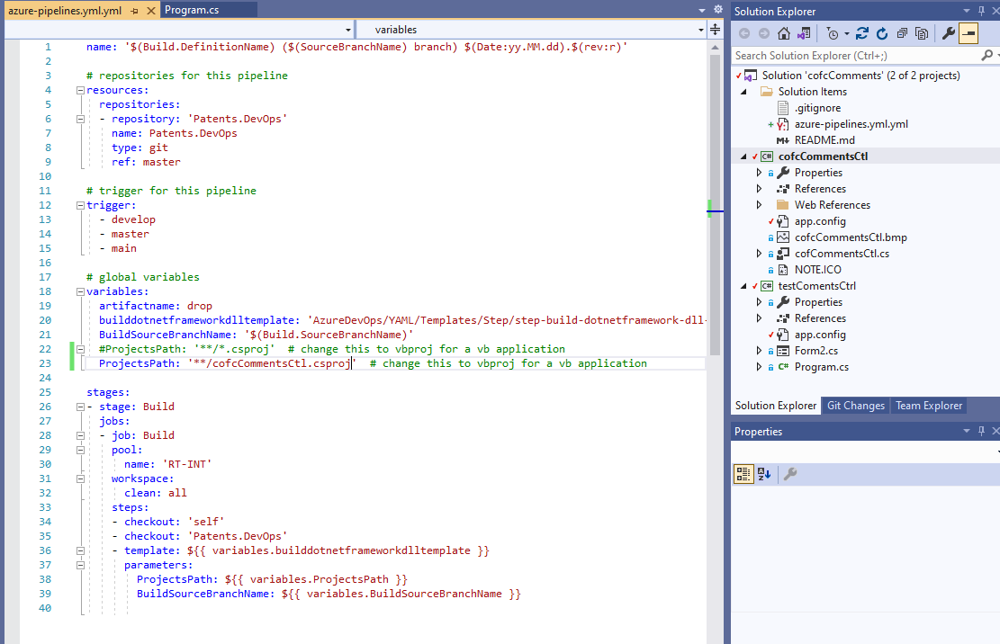 azure-pipelines.yml.yml
Program.cs
variables
1 name: '$(Build.DefinitionName) ($(SourceBranchName) branch) $(Date:yy.MM.dd).$(rev:r)'
2
3 # repositories for this pipeline
4 resources:
5 repositories:
6 - repository: 'Patents.DevOps'
7 name: Patents.DevOps
8 type: git
9 ref: master
10
11 # trigger for this pipeline
12 trigger:
13 - develop
14 - master
15 - main
16
17 # global variables
18 variables:
19 artifactname: drop
20 builddotnetframeworkdlltemplate: 'AzureDevOps/YAML/Templates/Step/step-build-dotnetframework-dll-
21 BuildSourceBranchName: '$(Build.SourceBranchName)'
22 #ProjectsPath: '**/*.csproj' # change this to vbproj for a vb application
23 ProjectsPath: '**/cofcCommentsCtl.csproj' # change this to vbproj for a vb application
24
25 stages:
26 - stage: Build
27 jobs:
28 - job: Build
29 pool:
30 name: 'RT-INT'
31 workspace:
32 clean: all
33 steps:
34 - checkout: 'self'
35 - checkout: 'Patents.DevOps'
36 - template: ${{ variables.builddotnetframeworkdlltemplate }}
37 parameters:
38 ProjectsPath: ${{ variables.ProjectsPath }}
39 BuildSourceBranchName: ${{ variables.BuildSourceBranchName }}
40
Solution Explorer
Search Solution Explorer (Ctrl+;)
Solution 'cofcComments' (2 of 2 projects)
Solution Items
.gitignore
azure-pipelines.yml.yml
README.md
cofcCommentsCtl
Properties
References
Web References
app.config
cofcCommentsCtl.bmp
cofCommentsCtl.cs
NOTE.ICO
testComentsCtrl
Properties
References
app.config
Form2.cs
Program.cs
Solution Explorer
Git Changes
Team Explorer
Properties